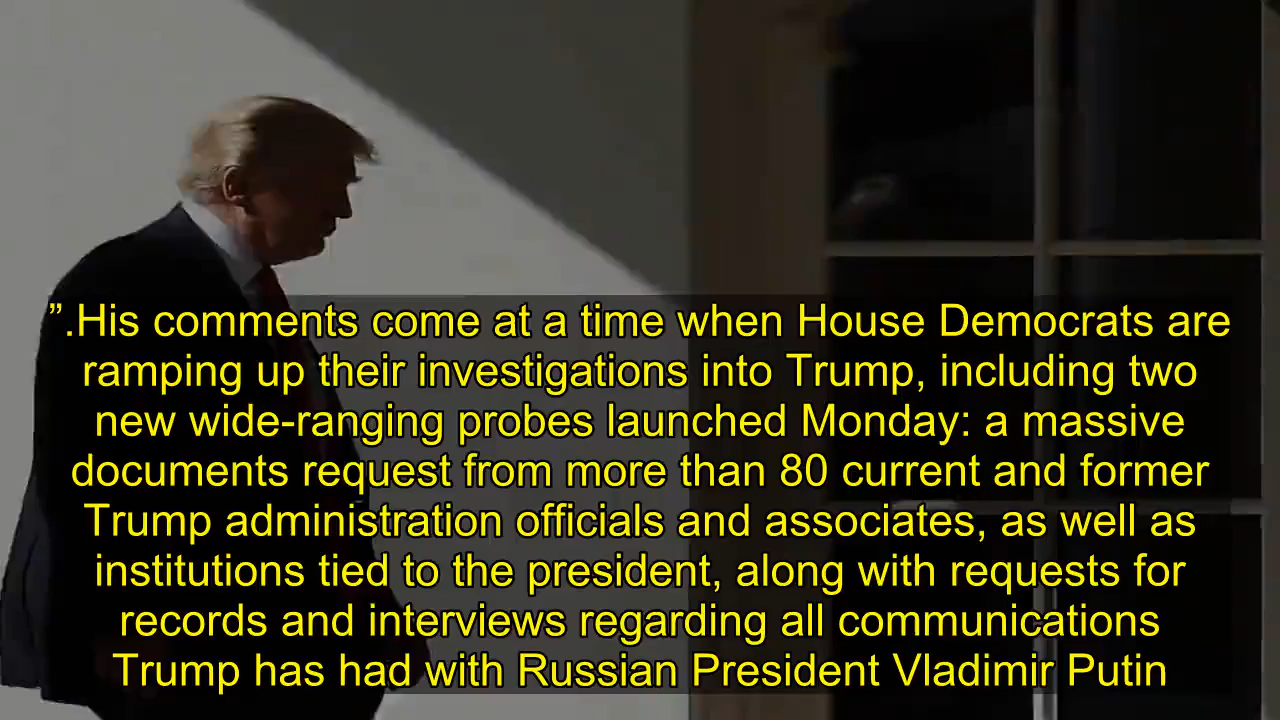 ”.His comments come at a time when House Democrats are
ramping up their investigations into Trump, including two
new wide-ranging probes launched Monday: a massive
documents request from more than 80 current and former
Trump administration officials and associates, as well as
institutions tied to the president, along with requests for
records and interviews regarding all communications
Trump has had with Russian President Vladimir Putin